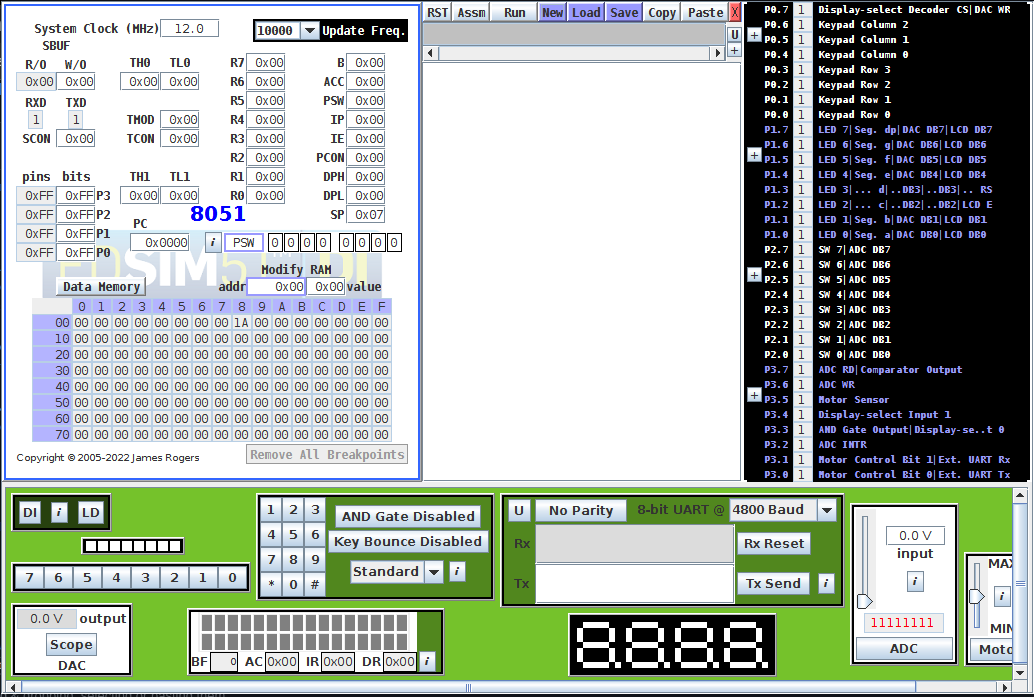 System Clock (MHz) 12.0 10000 Update Freq.
SBUF
R/O W/O TH0 TL0 R7 0x00 B 0x00
0x00 0x00 0x00 0x00 R6 0x00 ACC 0x00
RXD TXD R5 0x00 PSW 0x00
1 1 TMOD 0x00 R4 0x00 IP 0x00
SCON 0x00 TCON 0x00 R3 0x00 IE 0x00
R2 0x00 PCON 0x00
pins bits TH1 TL1 R1 0x00 DPH 0x00
0xFF 0xFF P3 0x00 0x00 R0 0x00 DPL 0x00
0xFF 0xFF P2 8051 SP 0x07
0xFF 0xFF P1 PC
0xFF 0xFF P0 0x0000 i PSW 0 0 0 0 0 0 0 0
EDSIM51DI
Modify RAM
Data Memory addr 0x00 0x00 value
0 1 2 3 4 5 6 7 8 9 A B C D E F
00 00 00 00 00 00 00 00 00 1A 00 00 00 00 00 00 00
10 00 00 00 00 00 00 00 00 00 00 00 00 00 00 00 00
20 00 00 00 00 00 00 00 00 00 00 00 00 00 00 00 00
30 00 00 00 00 00 00 00 00 00 00 00 00 00 00 00 00
40 00 00 00 00 00 00 00 00 00 00 00 00 00 00 00 00
50 00 00 00 00 00 00 00 00 00 00 00 00 00 00 00 00
60 00 00 00 00 00 00 00 00 00 00 00 00 00 00 00 00
70 00 00 00 00 00 00 00 00 00 00 00 00 00 00 00 00
Copyright © 2005-2022 James Rogers Remove All Breakpoints
RST Assm Run New Load Save Copy Paste X
U
+
P0.7 1 Display-select Decoder CS|DAC WR
P0.6 1 Keypad Column 2
+ P0.5 1 Keypad Column 1
P0.4 1 Keypad Column 0
P0.3 1 Keypad Row 3
P0.2 1 Keypad Row 2
P0.1 1 Keypad Row 1
P0.0 1 Keypad Row 0
P1.7 1 LED 7|Seg. dp|DAC DB7|LCD DB7
P1.6 1 LED 6|Seg. g|DAC DB6|LCD DB6
+ P1.5 1 LED 5|Seg. f|DAC DB5|LCD DB5
P1.4 1 LED 4|Seg. e|DAC DB4|LCD DB4
P1.3 1 LED 3|... d|..DB3|..DB3|.. RS
P1.2 1 LED 2|... c|..DB2|..DB2|LCD E
P1.1 1 LED 1|Seg. b|DAC DB1|LCD DB1
P1.0 1 LED 0|Seg. a|DAC DB0|LCD DB0
P2.7 1 SW 7|ADC DB7
P2.6 1 SW 6|ADC DB6
+ P2.5 1 SW 5|ADC DB5
P2.4 1 SW 4|ADC DB4
P2.3 1 SW 3|ADC DB3
P2.2 1 SW 2|ADC DB2
P2.1 1 SW 1|ADC DB1
P2.0 1 SW 0|ADC DB0
P3.7 1 ADC RD|Comparator Output
P3.6 1 ADC WR
+ P3.5 1 Motor Sensor
P3.4 1 Display-select Input 1
P3.3 1 AND Gate Output|Display-se..t 0
P3.2 1 ADC INTR
P3.1 1 Motor Control Bit 1|Ext. UART Rx
P3.0 1 Motor Control Bit 0|Ext. UART Tx
DI i LD
7 6 5 4 3 2 1 0
0.0 V output
Scope
DAC
1 2 3
4 5 6
7 8 9
* 0 #
AND Gate Disabled
Key Bounce Disabled
Standard i
BF 0 AC 0x00 IR 0x00 DR 0x00 i
U No Parity 8-bit UART @ 4800 Baud
Rx Rx Reset
Tx Tx Send i
8.8.8.8.
0.0 V
input
i
11111111
ADC
MAX
i
MIN
Moto